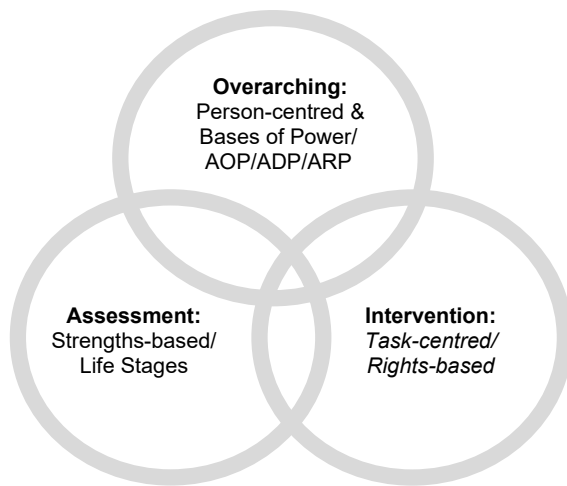 Overarching:
Person-centred &
Bases of Power/
AOP/ADP/ARP
Assessment:
Strengths-based/
Life Stages
Intervention:
Task-centred/
Rights-based